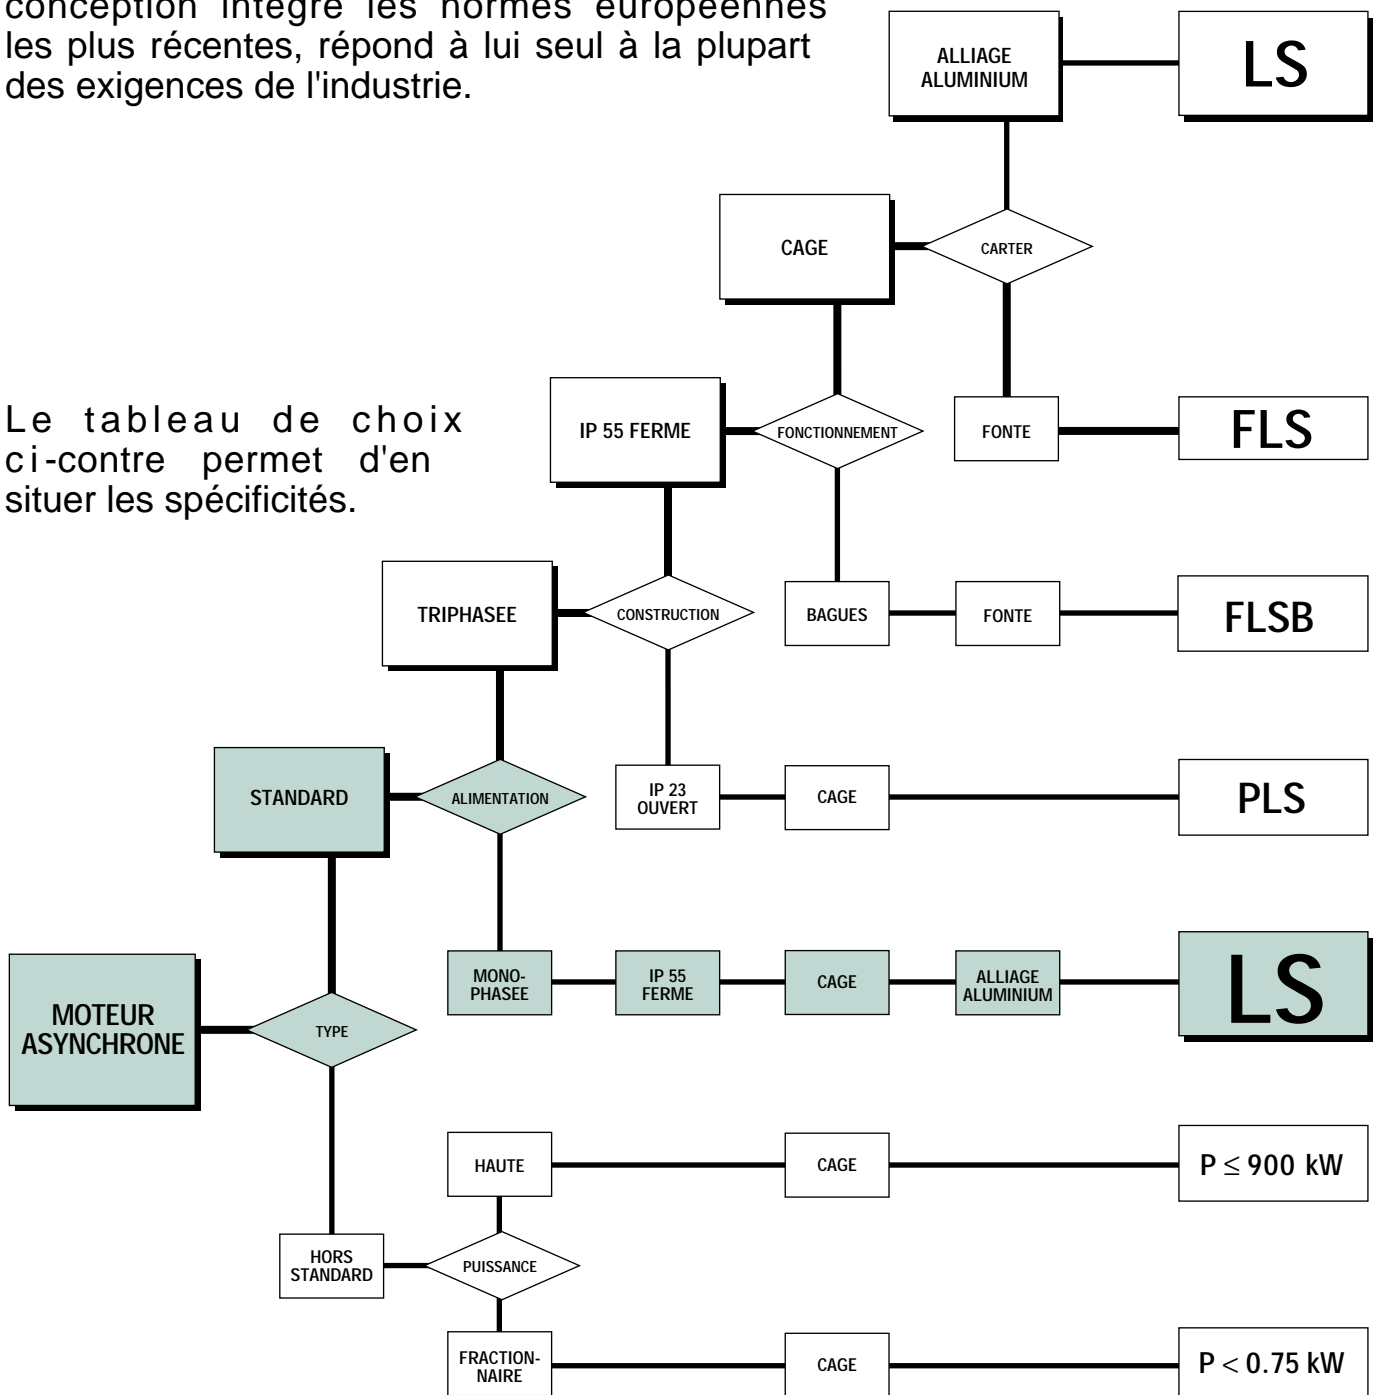 conception intègre les normes européennes
les plus récentes, répond à lui seul à la plupart
des exigences de l'industrie.
ALLIAGE
ALUMINIUM
LS
CAGE
CARTER
Le tableau de choix
ci-contre permet d'en
situer les spécificités.
IP 55 FERME
FONCTIONNEMENT
FONTE
FLS
TRIPHASEE
CONSTRUCTION
BAGUES
FONTE
FLSB
STANDARD
ALIMENTATION
IP 23
OUVERT
CAGE
PLS
MOTEUR
ASYNCHRONE
TYPE
MONO-
PHASEE
IP 55
FERME
CAGE
ALLIAGE
ALUMINIUM
LS
HAUTE
CAGE
P ≤ 900 kW
HORS
STANDARD
PUISSANCE
FRACTION-
NAIRE
CAGE
P < 0.75 kW